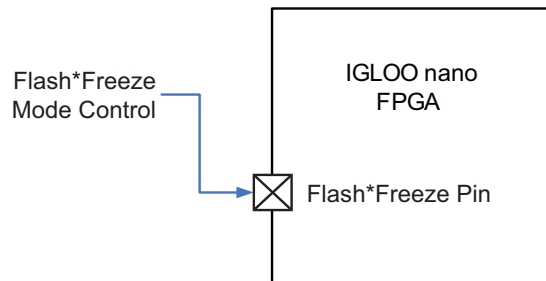 Flash*Freeze
Mode Control
IGLOO nano
FPGA
Flash*Freeze Pin